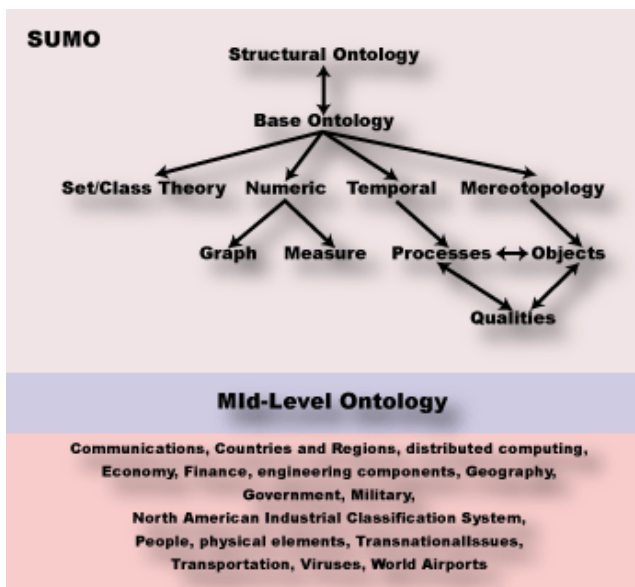 SUMO
Structural Ontology
Base Ontology
Set/Class Theory Numeric Temporal Mereotopology
Graph Measure Processes Objects
Qualities
MId-Level Ontology
Communications, Countries and Regions, distributed computing,
Economy, Finance, engineering components, Geography,
Government, Military,
North American Industrial Classification System,
People, physical elements, TransnationalIssues,
Transportation, Viruses, World Airports